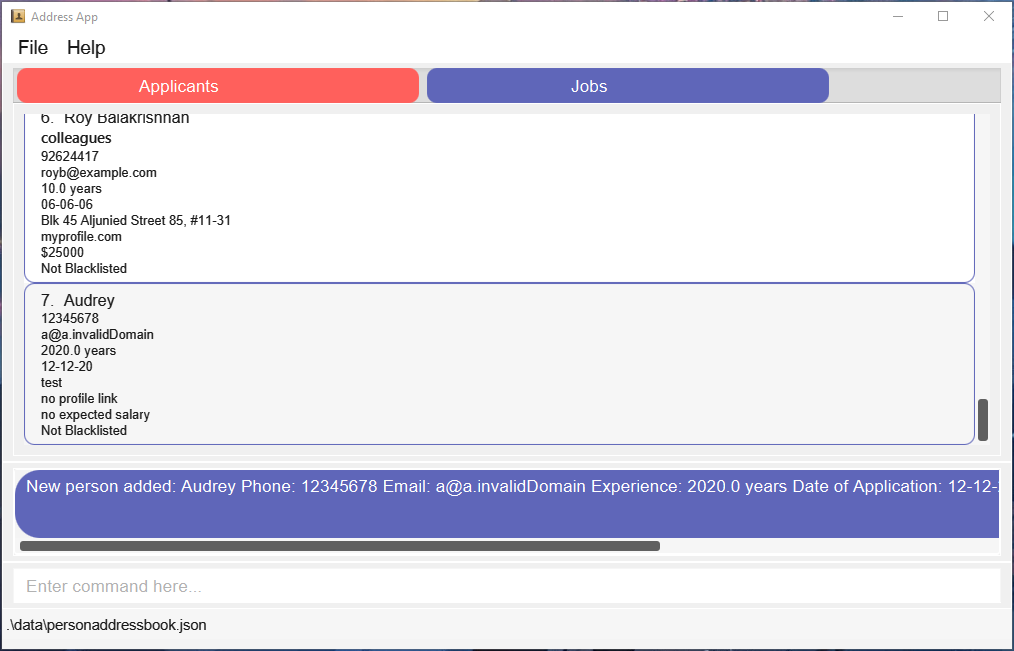 Address App
File Help
Applicants Jobs
6. Roy Balakrishnan
colleagues
92624417
royb@example.com
10.0 years
06-06-06
Blk 45 Aljunied Street 85, #11-31
myprofile.com
$25000
Not Blacklisted
7. Audrey
12345678
a@a.invalidDomain
2020.0 years
12-12-20
test
no profile link
no expected salary
Not Blacklisted
New person added: Audrey Phone: 12345678 Email: a@a.invalidDomain Experience: 2020.0 years Date of Application: 12-12-
Enter command here...
.\data\personaddressbook.json